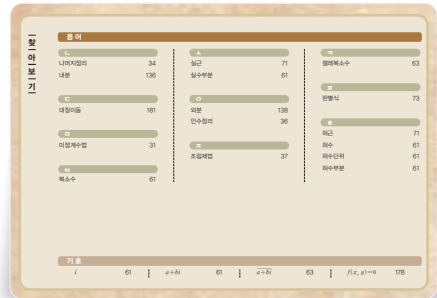 찾아보기
용어
ㄴ
나머지정리 34
내분 136
ㄷ
대칭이동 181
ㅁ
미정계수법 31
ㅂ
복소수 61
ㅅ
실근 71
실수부분 61
ㅇ
외분 138
인수정리 36
ㅈ
조립제법 37
ㅋ
켤레복소수 63
ㅍ
판별식 73
ㅎ
허근 71
허수 61
허수단위 61
허수부분 61
기호
i 61 a+bi 61 \overline{a+bi} 63 f(x, y)=0 178